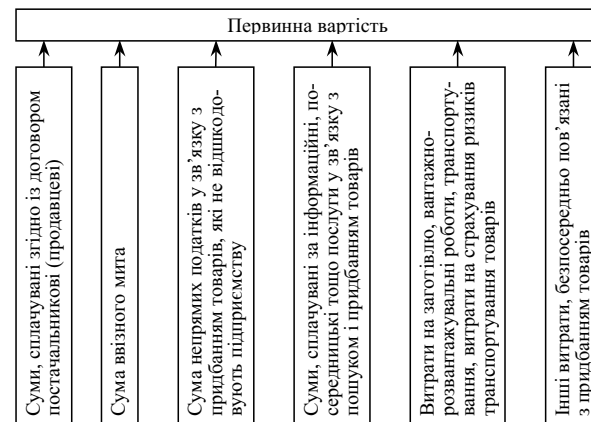 Первинна вартість
Суми, сплачувані згідно із договором
постачальникові (продавцеві)
Сума ввізного мита
Сума непрямих податків у зв’язку з
придбанням товарів, які не відшкодо-
вують підприємству
Суми, сплачувані за інформаційні, по-
середницькі тощо послуги у зв’язку з
пошуком і придбанням товарів
Витрати на заготівлю, вантажно-
розвантажувальні роботи, транспорту-
вання, витрати на страхування ризиків
транспортування товарів
Інші витрати, безпосередньо пов’язані
з придбанням товарів